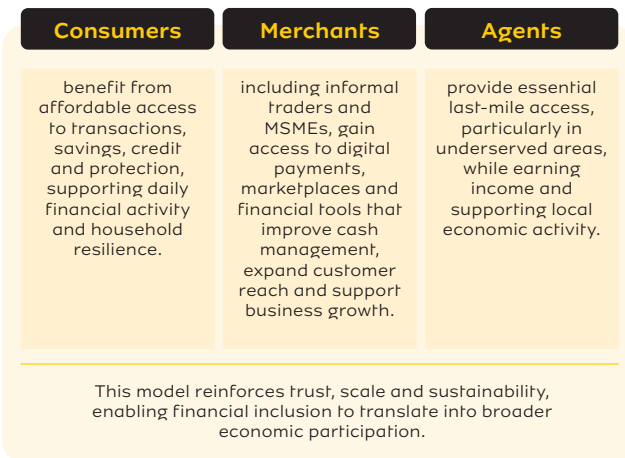 Consumers
benefit from
affordable access
to transactions,
savings, credit
and protection,
supporting daily
financial activity
and household
resilience.
Merchants
including informal
traders and
MSMEs, gain
access to digital
payments,
marketplaces and
financial tools that
improve cash
management,
expand customer
reach and support
business growth.
Agents
provide essential
last-mile access,
particularly in
underserved areas,
while earning
income and
supporting local
economic activity.
This model reinforces trust, scale and sustainability,
enabling financial inclusion to translate into broader
economic participation.